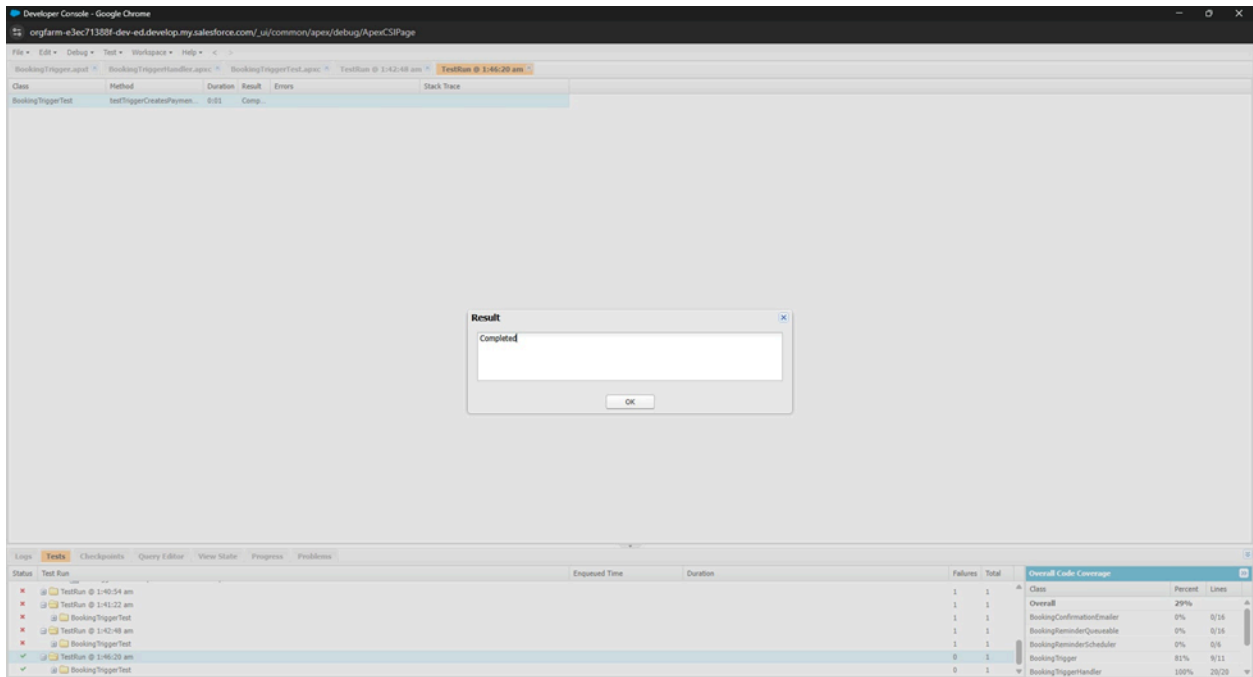 Developer Console - Google Chrome
orgfarm-e3ec71388f-dev-ed.develop.my.salesforce.com/_ui/common/apex/debug/ApexCSIPage
File Edit Debug Test Workspace Help < >
BookingTrigger.apxt BookingTriggerHandler.apxc BookingTriggerTest.apxc TestRun @ 1:42:48 am TestRun @ 1:46:20 am
Class Method Duration Result Errors Stack Trace
BookingTriggerTest testTriggerCreatesPaymen... 0:01 Comp...
Result
Completed
OK
Logs Tests Checkpoints Query Editor View State Progress Problems
Status Test Run Enqueued Time Duration Failures Total Overall Code Coverage
TestRun @ 1:40:54 am 1 1 Class Percent Lines
TestRun @ 1:41:22 am 1 1 Overall 29%
BookingTriggerTest 1 1 BookingConfirmationEmailer 0% 0/16
TestRun @ 1:42:48 am 1 1 BookingReminderQueueable 0% 0/16
BookingTriggerTest 1 1 BookingReminderScheduler 0% 0/6
TestRun @ 1:46:20 am 0 1 BookingTrigger 81% 9/11
BookingTriggerTest 0 1 BookingTriggerHandler 100% 20/20